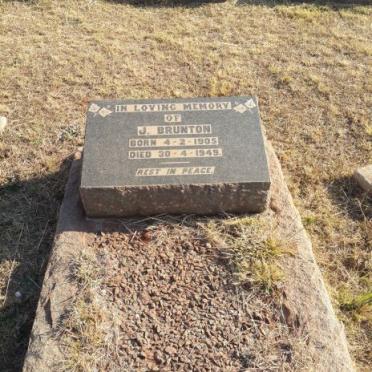 IN LOVING MEMORY
OF
J. BRUNTON
BORN 4-2-1905
DIED 30-4-1949.
REST IN PEACE